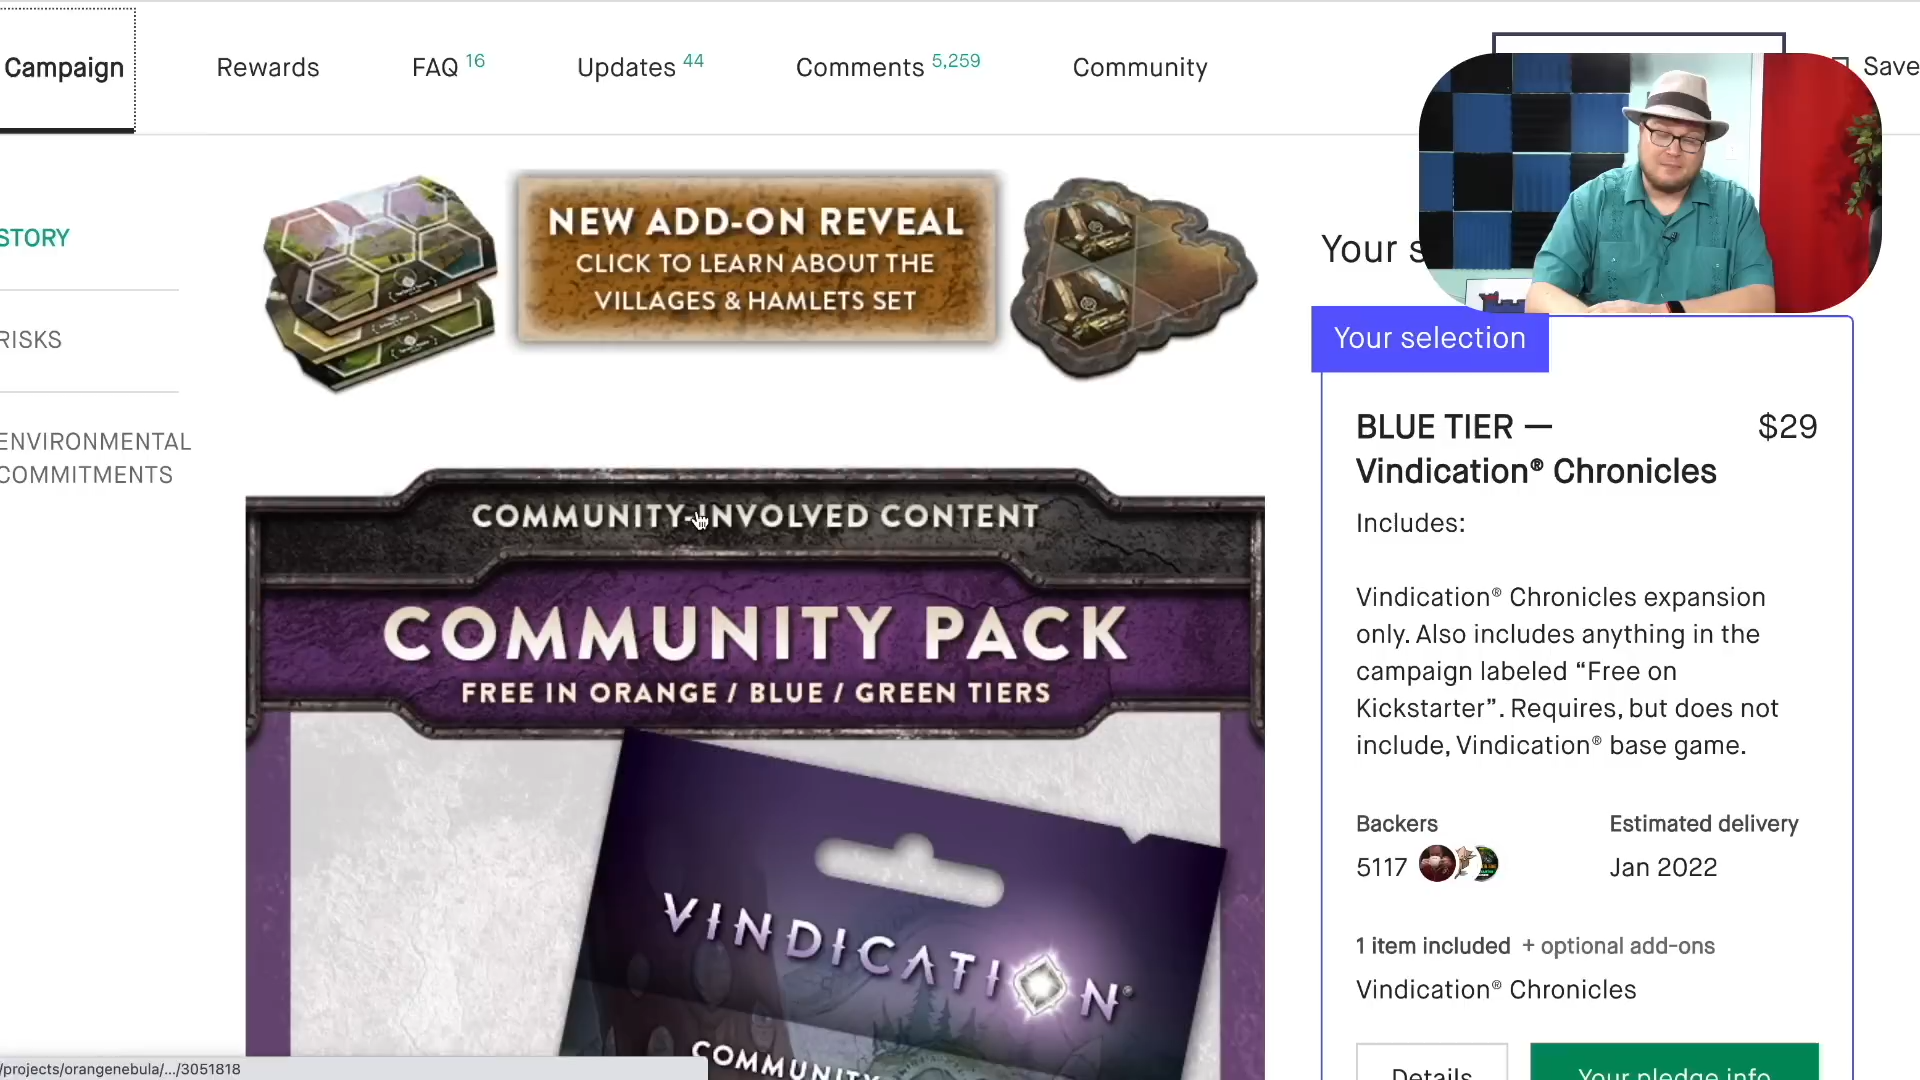 Campaign
Rewards
FAQ 16
Updates 44
Comments 5,259
Community
Save
STORY
RISKS
ENVIRONMENTAL
COMMITMENTS
NEW ADD-ON REVEAL
CLICK TO LEARN ABOUT THE
VILLAGES & HAMLETS SET
COMMUNITY-INVOLVED CONTENT
COMMUNITY PACK
FREE IN ORANGE / BLUE / GREEN TIERS
VINDICATION®
COMMUNITY
Your s
Your selection
BLUE TIER — $29
Vindication® Chronicles
Includes:
Vindication® Chronicles expansion
only. Also includes anything in the
campaign labeled “Free on
Kickstarter”. Requires, but does not
include, Vindication® base game.
Backers
5117
Estimated delivery
Jan 2022
1 item included + optional add-ons
Vindication® Chronicles
Details
Your pledge info
/projects/orangenebula/.../3051818